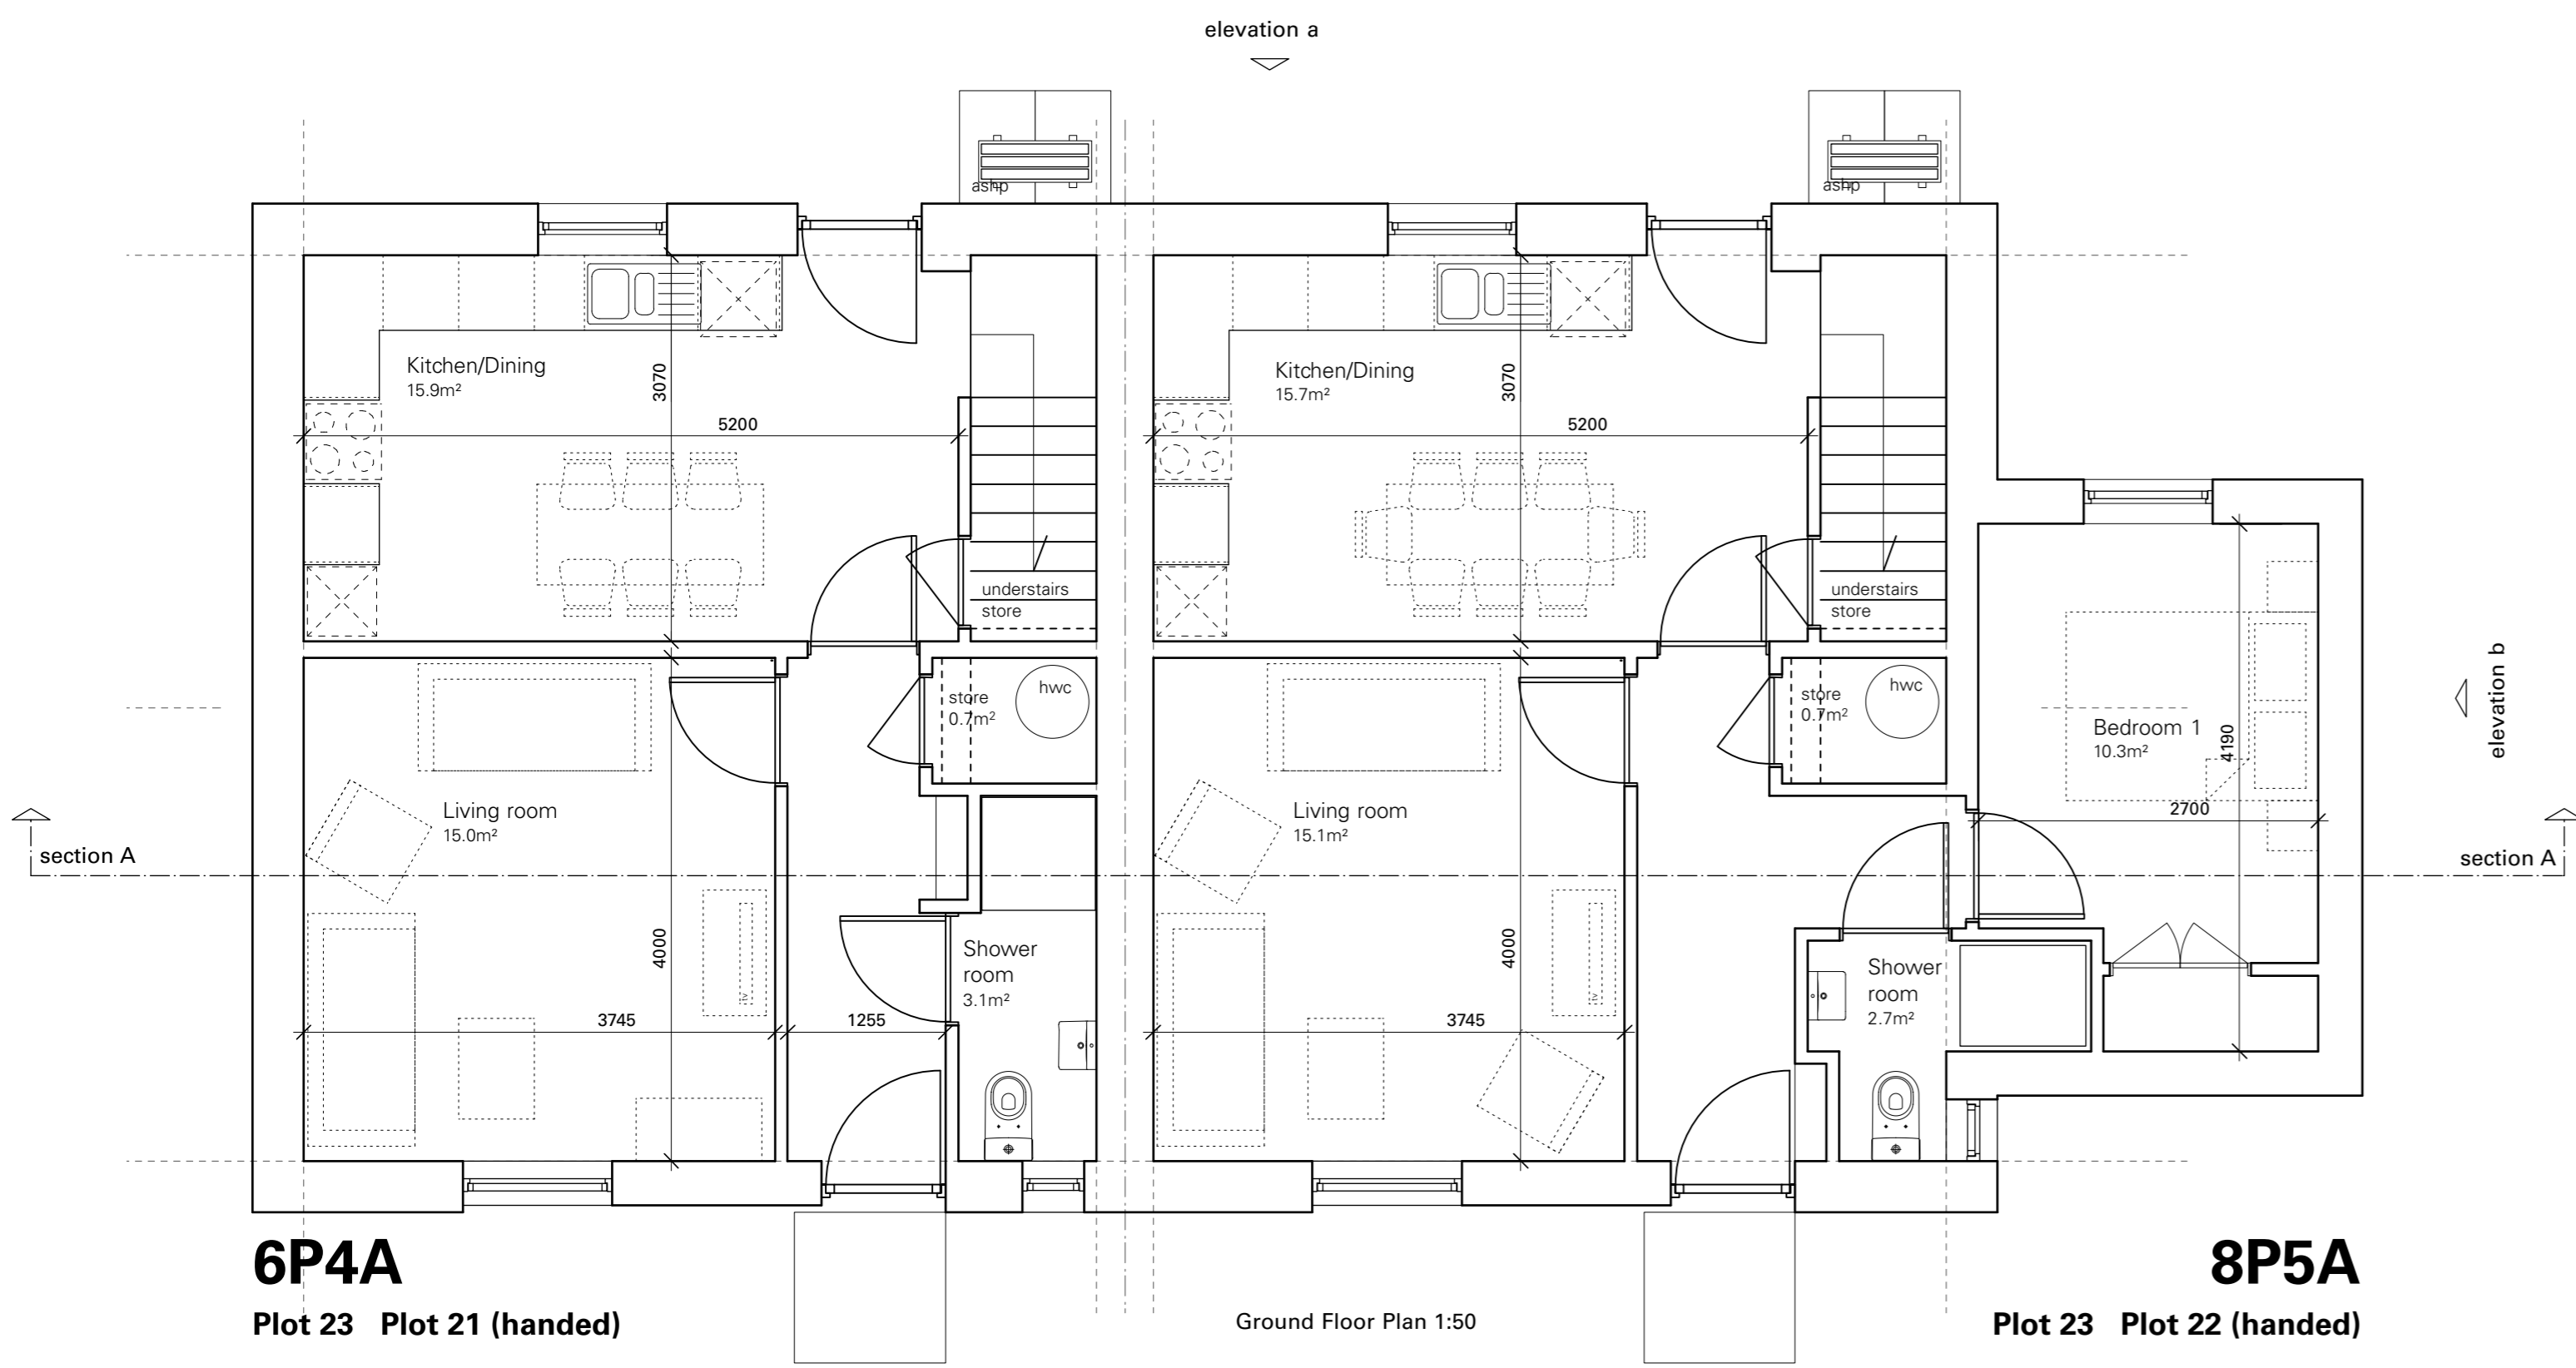 elevation a
ashp
ashp
Kitchen/Dining
15.9m²
3070
5200
understairs
store
Kitchen/Dining
15.7m²
3070
5200
understairs
store
store
0.7m²
hwc
store
0.7m²
hwc
Bedroom 1
10.3m²
4190
2700
elevation b
Living room
15.0m²
Living room
15.1m²
section A
section A
4000
Shower
room
3.1m²
4000
Shower
room
2.7m²
3745
1255
3745
6P4A
Plot 23 Plot 21 (handed)
Ground Floor Plan 1:50
8P5A
Plot 23 Plot 22 (handed)